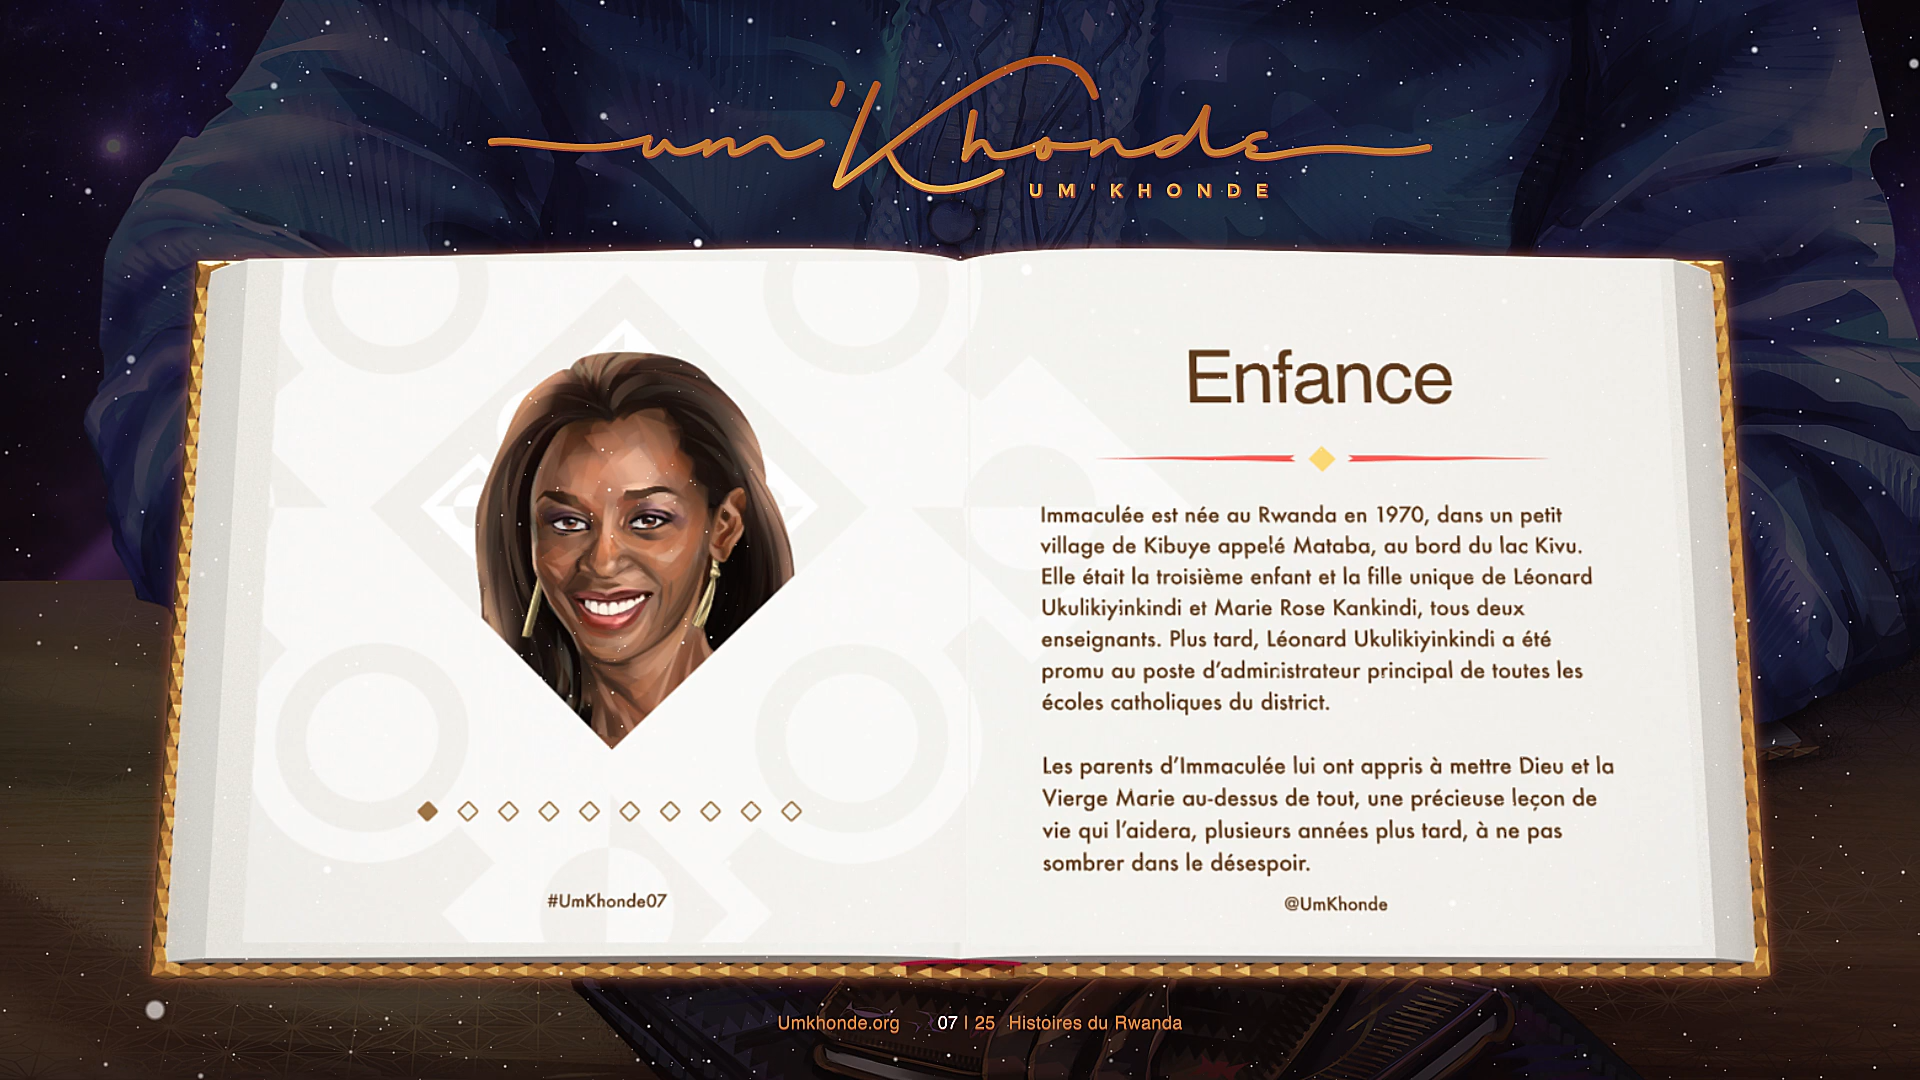 um'Khonde
UM'KHONDE
Enfance
Immaculée est née au Rwanda en 1970, dans un petit
village de Kibuye appelé Mataba, au bord du lac Kivu.
Elle était la troisième enfant et la fille unique de Léonard
Ukulikiyinkindi et Marie Rose Kankindi, tous deux
enseignants. Plus tard, Léonard Ukulikiyinkindi a été
promu au poste d'administrateur principal de toutes les
écoles catholiques du district.
Les parents d'Immaculée lui ont appris à mettre Dieu et la
Vierge Marie au-dessus de tout, une précieuse leçon de
vie qui l'aidera, plusieurs années plus tard, à ne pas
sombrer dans le désespoir.
#UmKhonde07
@UmKhonde
Umkhonde.org 07 | 25 Histoires du Rwanda